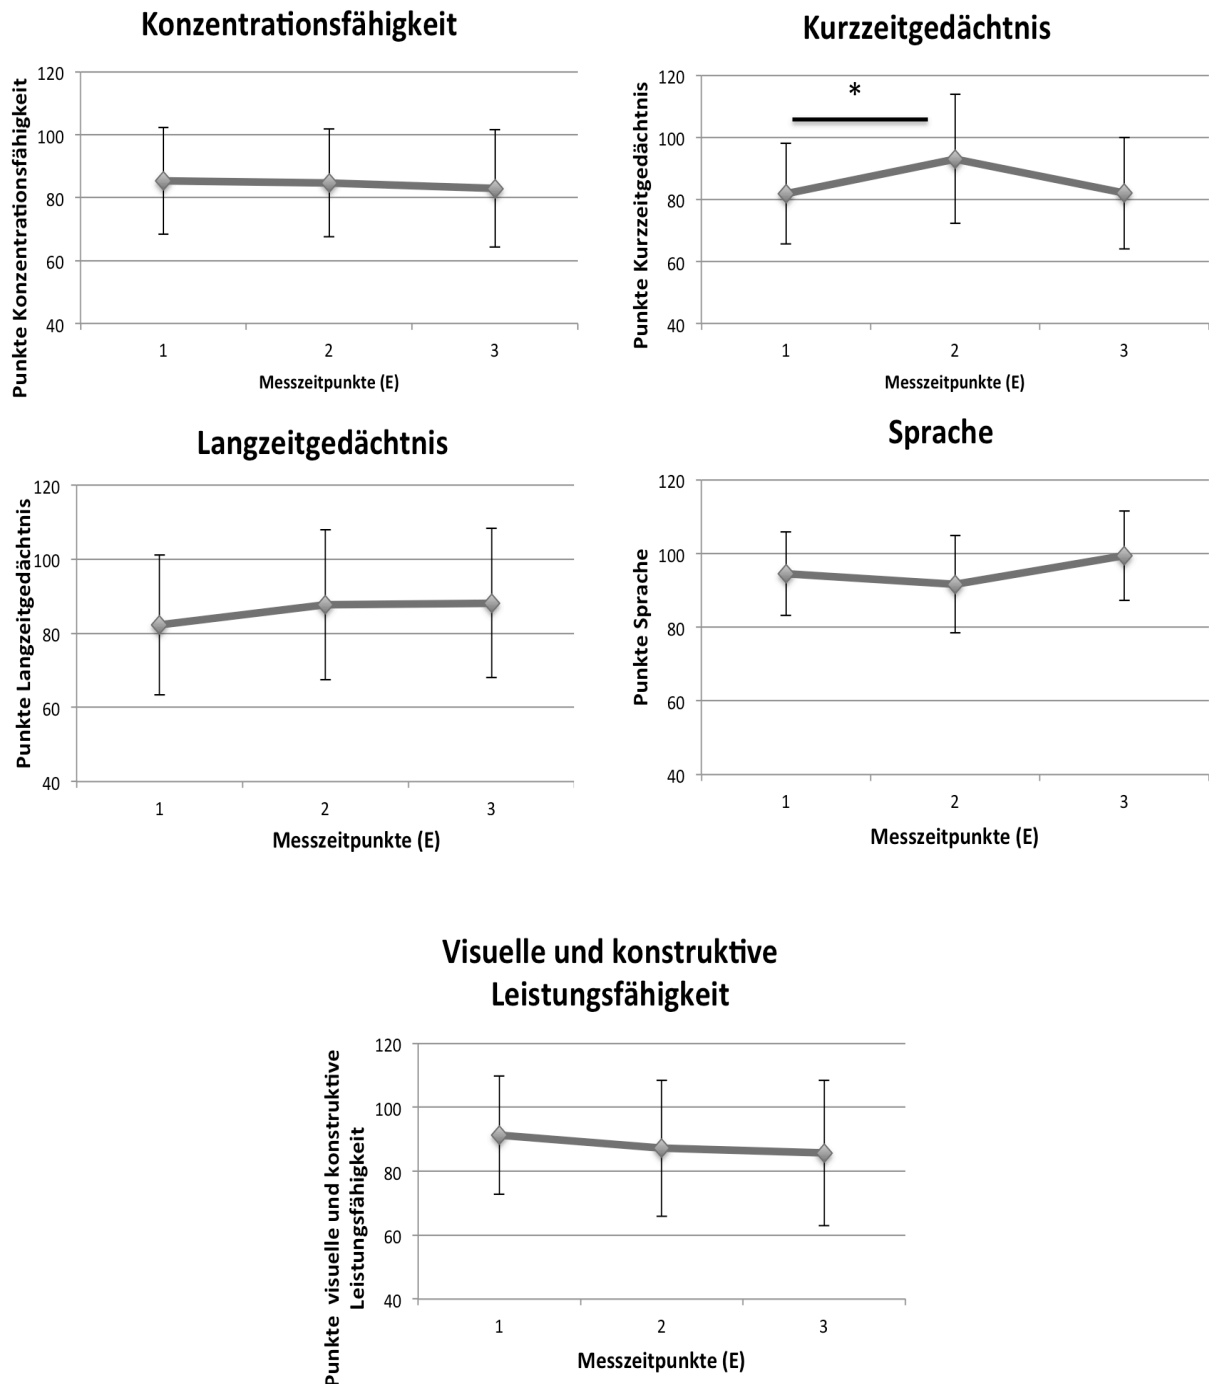 Konzentrationsfähigkeit
Punkte Konzentrationsfähigkeit
120
100
80
60
40
1 2 3
Messzeitpunkte (E)
Kurzzeitgedächtnis
Punkte Kurzzeitgedächtnis
120
100
80
60
40
*
1 2 3
Messzeitpunkte (E)
Langzeitgedächtnis
Punkte Langzeitgedächtnis
120
100
80
60
40
1 2 3
Messzeitpunkte (E)
Sprache
Punkte Sprache
120
100
80
60
40
1 2 3
Messzeitpunkte (E)
Visuelle und konstruktive
Leistungsfähigkeit
Punkte visuelle und konstruktive
Leistungsfähigkeit
120
100
80
60
40
1 2 3
Messzeitpunkte (E)